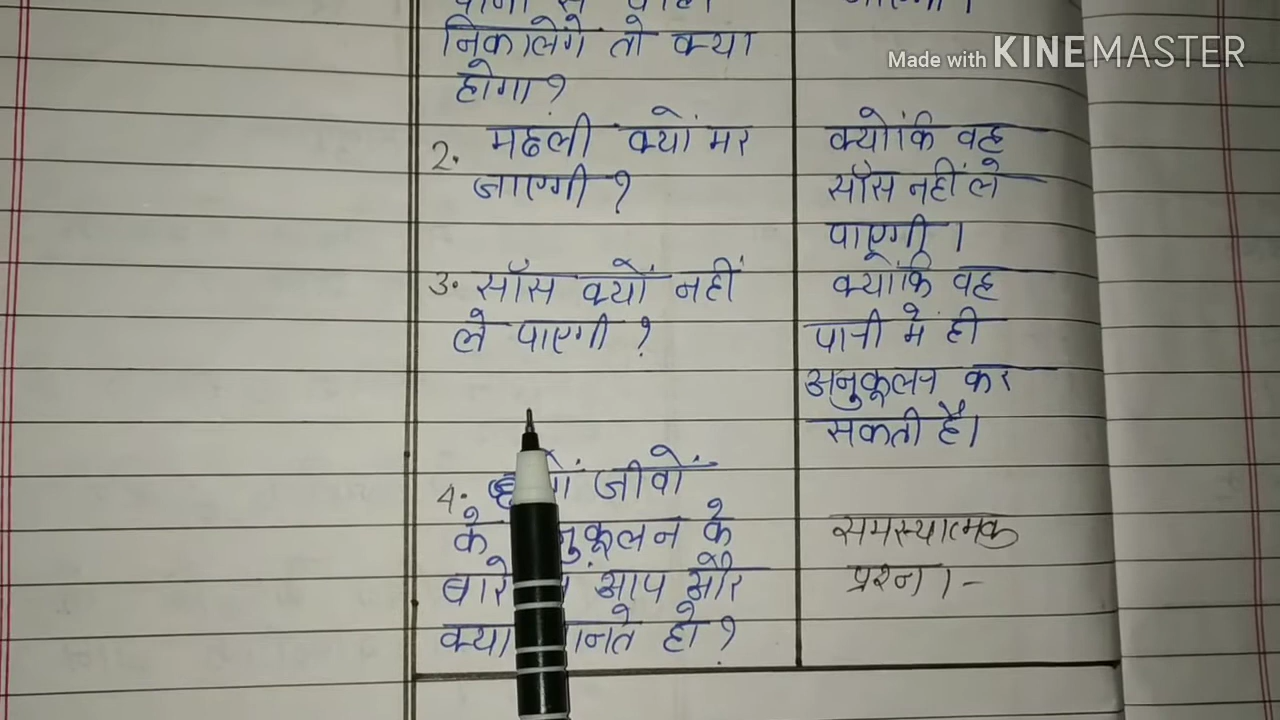 Made with KINEMASTER
निकालेगे तो क्या
होगा?
2. मछली क्यों मर
जाएगी?
क्योंकि वह
साँस नहीं ले
पाएगी।
3. साँस क्यों नहीं
ले पाएगी?
क्योंकि वह
पानी में ही
अनुकूलन कर
सकती है।
4. जीवों
के के
बारे आप और
क्या हो?
समस्यात्मक
प्रश्न।-